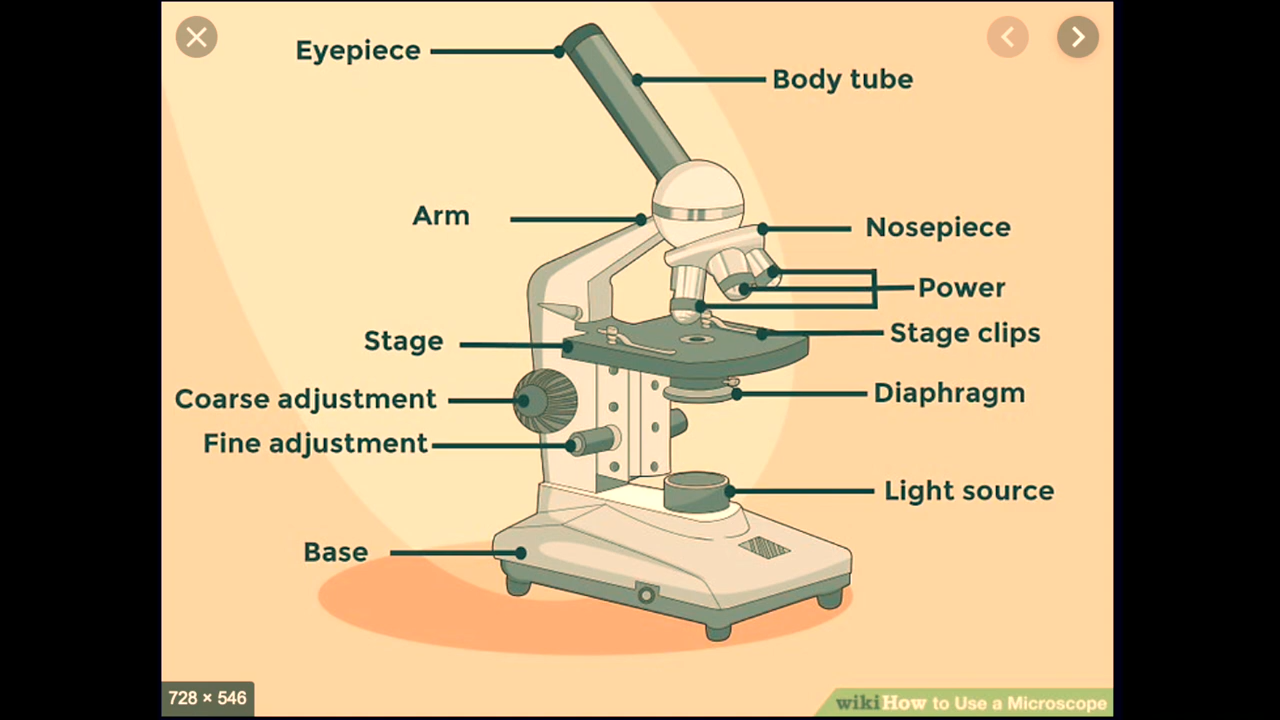 Eyepiece
Body tube
Arm
Nosepiece
Power
Stage clips
Stage
Diaphragm
Coarse adjustment
Fine adjustment
Light source
Base
728 × 546
wikiHow to Use a Microscope